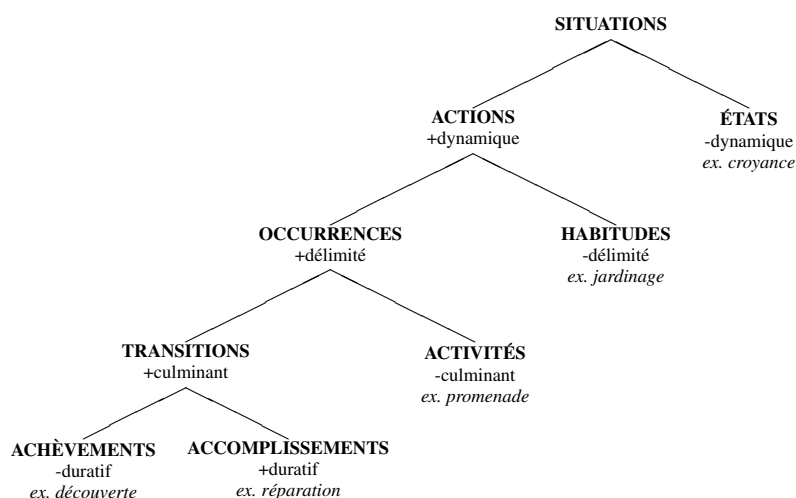 SITUATIONS
ACTIONS
+dynamique
ÉTATS
-dynamique
ex. croyance
OCCURRENCES
+délimité
HABITUDES
-délimité
ex. jardinage
TRANSITIONS
+culminant
ACTIVITÉS
-culminant
ex. promenade
ACHÈVEMENTS
-duratif
ex. découverte
ACCOMPLISSEMENTS
+duratif
ex. réparation